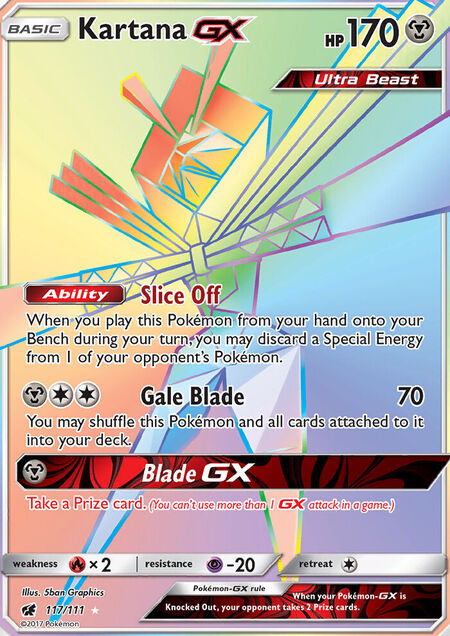 BASIC Kartana GX HP 170
Ultra Beast
Ability Slice Off
When you play this Pokémon from your hand onto your
Bench during your turn, you may discard a Special Energy
from 1 of your opponent's Pokémon.
Gale Blade 70
You may shuffle this Pokémon and all cards attached to it
into your deck.
Blade GX
Take a Prize card. (You can't use more than 1 GX attack in a game.)
weakness ×2 resistance -20 retreat
Illus. 5ban Graphics
117/111
©2017 Pokémon
Pokémon-GX rule
When your Pokémon-GX is
Knocked Out, your opponent takes 2 Prize cards.